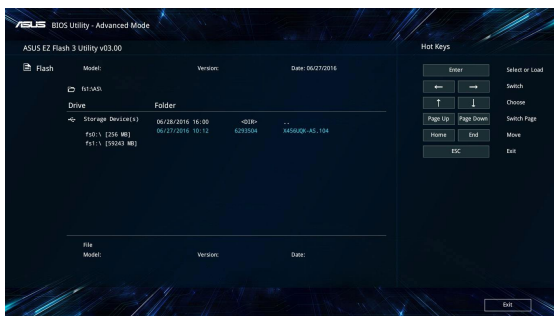 ASUS BIOS Utility - Advanced Mode
ASUS EZ Flash 3 Utility v03.00
Hot Keys
Flash Model: Version: Date: 06/27/2016
Enter Select or Load
fs1:\AS\
← → Switch
Drive Folder
↑ ↓ Choose
Storage Device(s) 06/28/2016 16:00 <DIR> ..
Page Up Page Down Switch Page
fs0:\ [256 MB] 06/27/2016 10:12 6293504 X456UQK-AS.104
Home End Move
fs1:\ [59243 MB]
ESC Exit
File
Model: Version: Date:
Exit